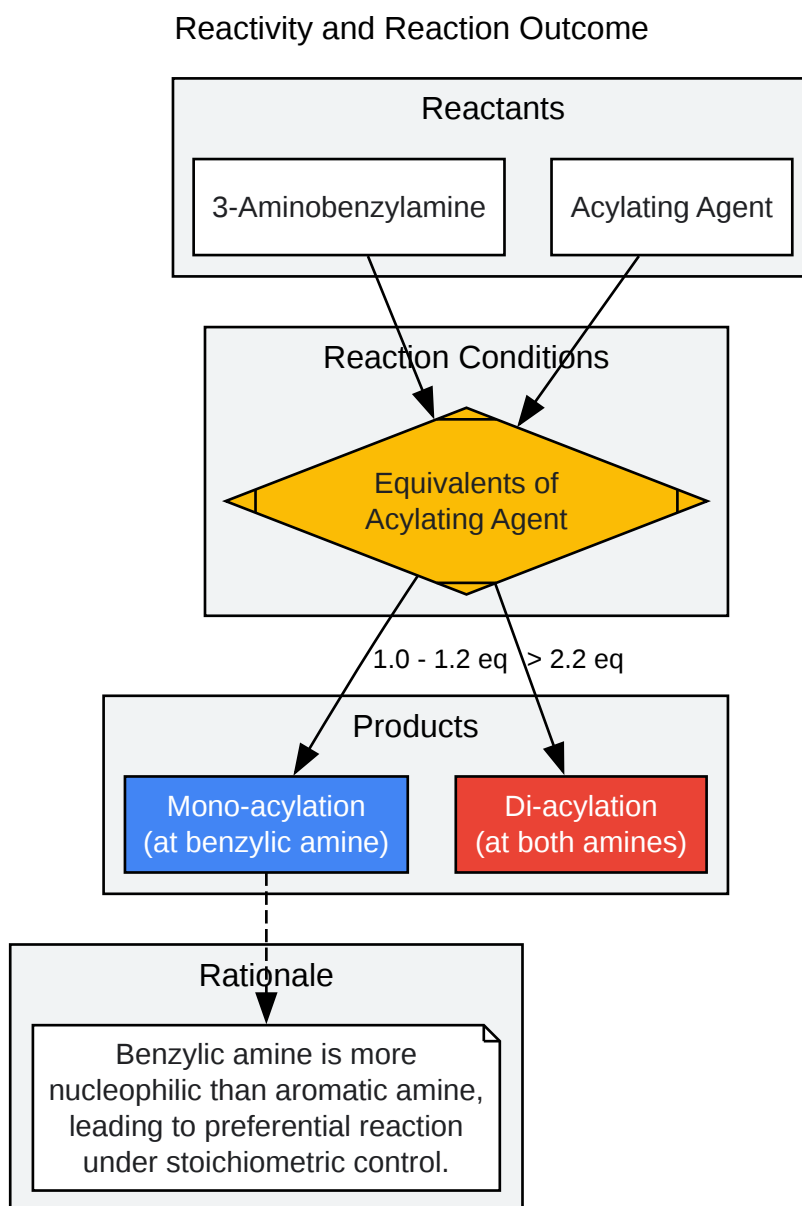 Reactivity and Reaction Outcome
Reactants
3-Aminobenzylamine
Acylating Agent
Reaction Conditions
Equivalents of
Acylating Agent
1.0 - 1.2 eq
> 2.2 eq
Products
Mono-acylation
(at benzylic amine)
Di-acylation
(at both amines)
Rationale
Benzylic amine is more
nucleophilic than aromatic amine,
leading to preferential reaction
under stoichiometric control.